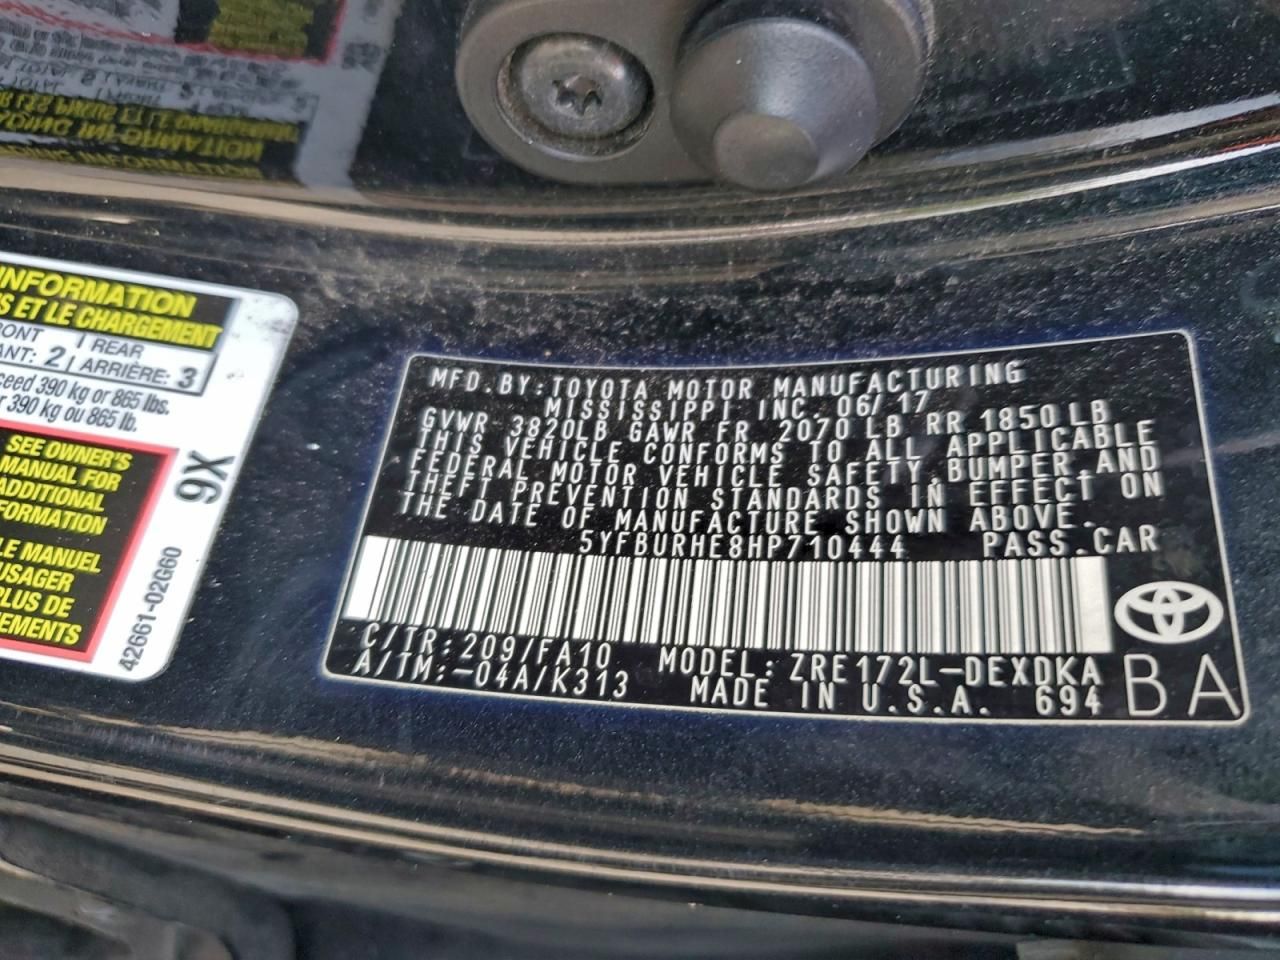 INFORMATION
S ET LE CHARGEMENT
REAR
2 ARRIÈRE: 3
390 kg or 865 lbs.
390 kg ou 865 lb.
SEE OWNER'S
MANUAL FOR
ADDITIONAL
FORMATION
LE MANUEL
USAGER
PLUS DE
EMENTS
9X
42661-02G60
MFD.BY:TOYOTA MOTOR MANUFACTURING
MISSISSIPPI INC. 06/17
GVWR 3820LB GAWR FR 2070 LB RR 1850LB
THIS VEHICLE CONFORMS TO ALL APPLICABLE
FEDERAL MOTOR VEHICLE SAFETY,BUMPER,AND
THEFT PREVENTION STANDARDS IN EFFECT ON
THE DATE OF MANUFACTURE SHOWN ABOVE.
5YFBURHE8HP710444 PASS.CAR
C/TR:209/FA10 MODEL:ZRE172L-DEXDKA
A/TM:-04A/K313 MADE IN U.S.A. 694
BA